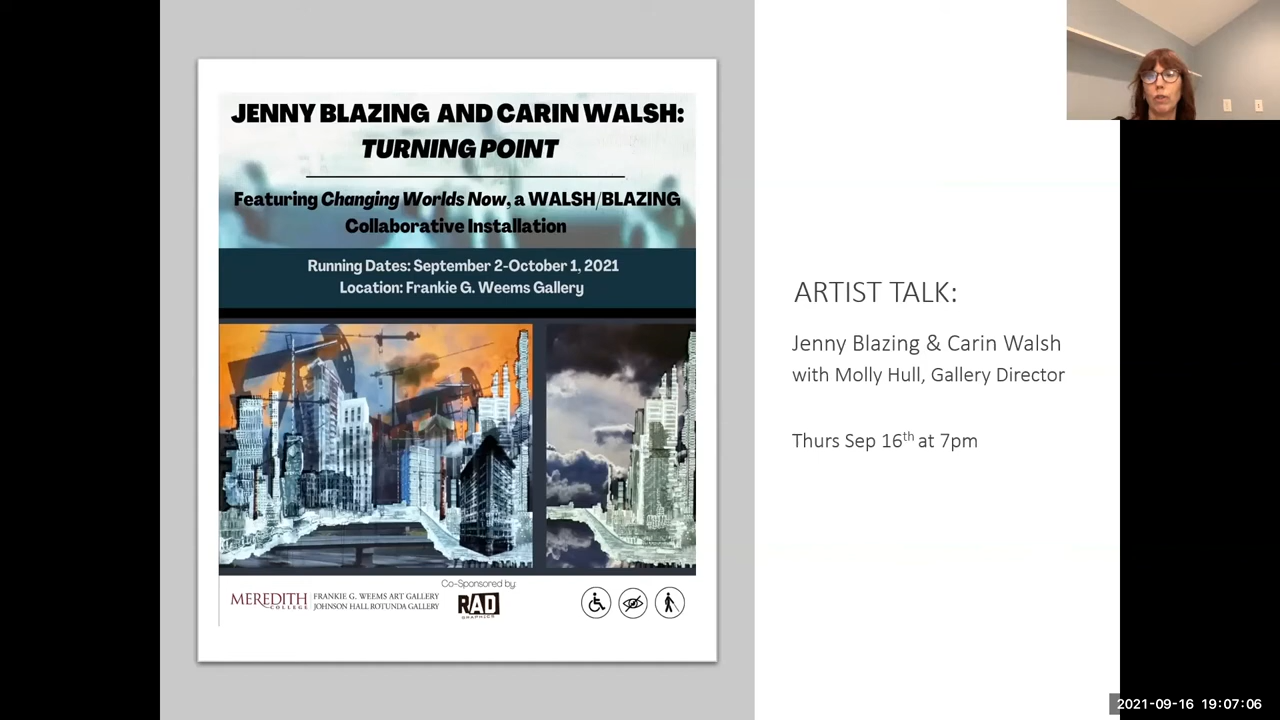 JENNY BLAZING AND CARIN WALSH:
TURNING POINT
Featuring Changing Worlds Now, a WALSH/BLAZING
Collaborative Installation
Running Dates: September 2-October 1, 2021
Location: Frankie G. Weems Gallery
Co-Sponsored by:
MEREDITH
COLLEGE
FRANKIE G. WEEMS ART GALLERY
JOHNSON HALL ROTUNDA GALLERY
RAD
GRAPHICS
ARTIST TALK:
Jenny Blazing & Carin Walsh
with Molly Hull, Gallery Director
Thurs Sep 16th at 7pm
2021-09-16 19:07:06